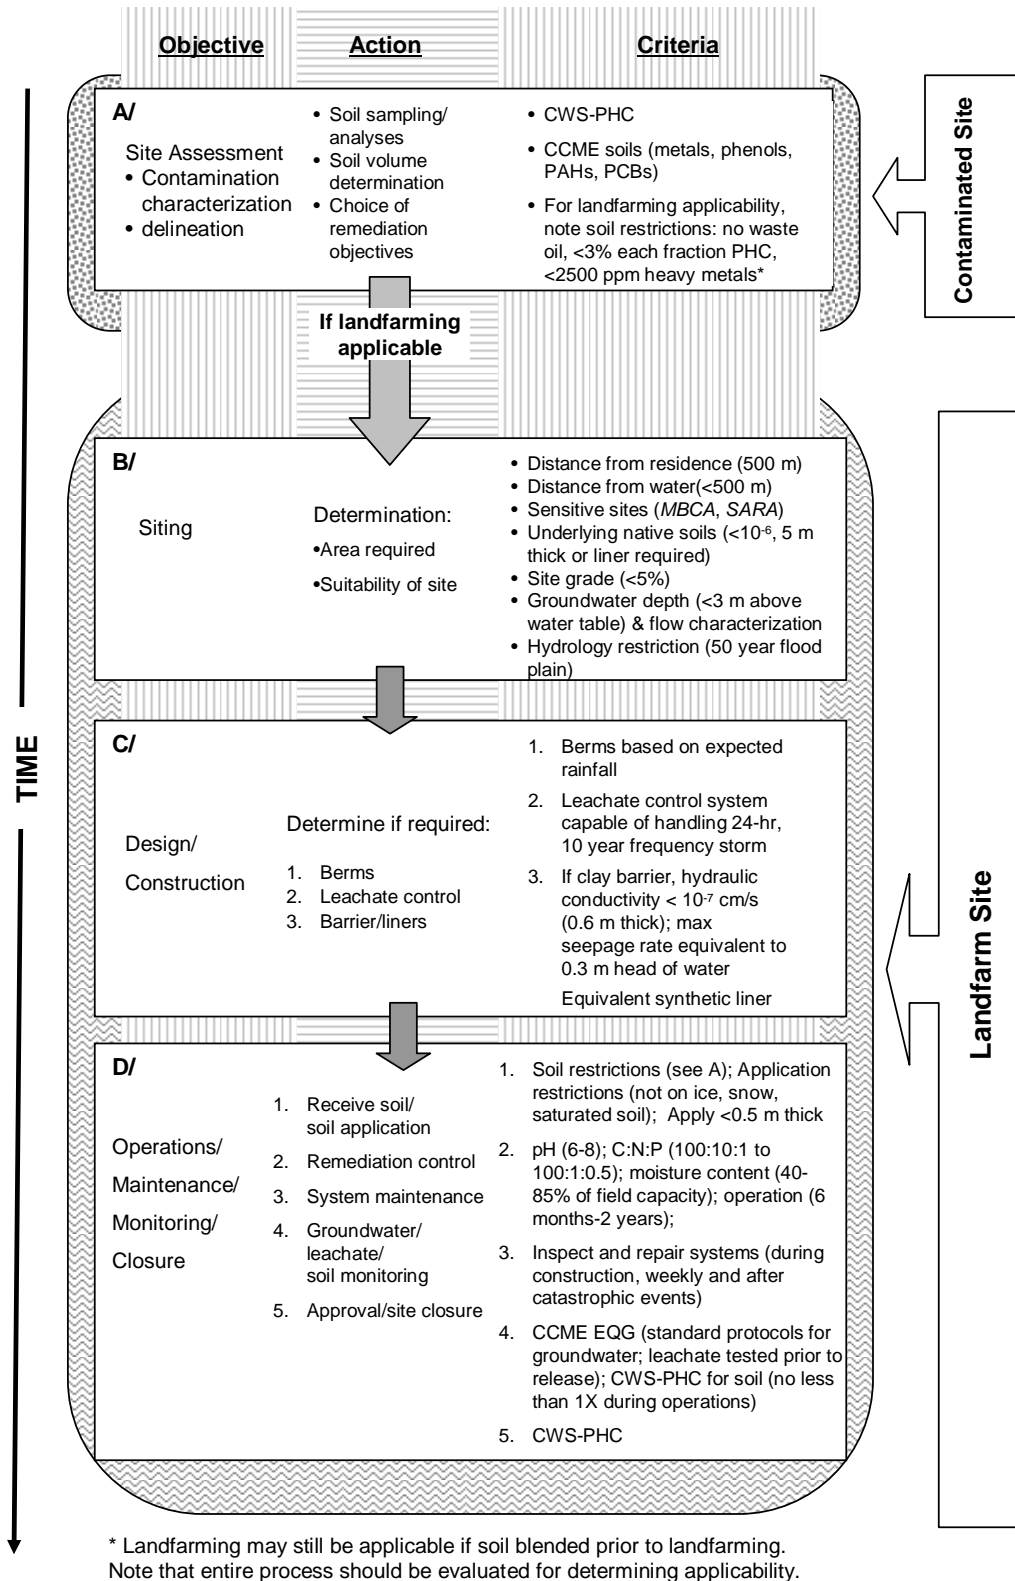 Objective
Action
Criteria
A/
Site Assessment
• Contamination
characterization
• delineation
• Soil sampling/
analyses
• Soil volume
determination
• Choice of
remediation
objectives
• CWS-PHC
• CCME soils (metals, phenols,
PAHs, PCBs)
• For landfarming applicability,
note soil restrictions: no waste
oil, <3% each fraction PHC,
<2500 ppm heavy metals*
Contaminated Site
If landfarming
applicable
B/
Siting
Determination:
•Area required
•Suitability of site
• Distance from residence (500 m)
• Distance from water(<500 m)
• Sensitive sites (MBCA, SARA)
• Underlying native soils (<10⁻⁶, 5 m
thick or liner required)
• Site grade (<5%)
• Groundwater depth (<3 m above
water table) & flow characterization
• Hydrology restriction (50 year flood
plain)
TIME
C/
Design/
Construction
Determine if required:
1. Berms
2. Leachate control
3. Barrier/liners
1. Berms based on expected
rainfall
2. Leachate control system
capable of handling 24-hr,
10 year frequency storm
3. If clay barrier, hydraulic
conductivity < 10⁻⁷ cm/s
(0.6 m thick); max
seepage rate equivalent to
0.3 m head of water
Equivalent synthetic liner
Landfarm Site
D/
Operations/
Maintenance/
Monitoring/
Closure
1. Receive soil/
soil application
2. Remediation control
3. System maintenance
4. Groundwater/
leachate/
soil monitoring
5. Approval/site closure
1. Soil restrictions (see A); Application
restrictions (not on ice, snow,
saturated soil); Apply <0.5 m thick
2. pH (6-8); C:N:P (100:10:1 to
100:1:0.5); moisture content (40-
85% of field capacity); operation (6
months-2 years);
3. Inspect and repair systems (during
construction, weekly and after
catastrophic events)
4. CCME EQG (standard protocols for
groundwater; leachate tested prior to
release); CWS-PHC for soil (no less
than 1X during operations)
5. CWS-PHC
* Landfarming may still be applicable if soil blended prior to landfarming.
Note that entire process should be evaluated for determining applicability.